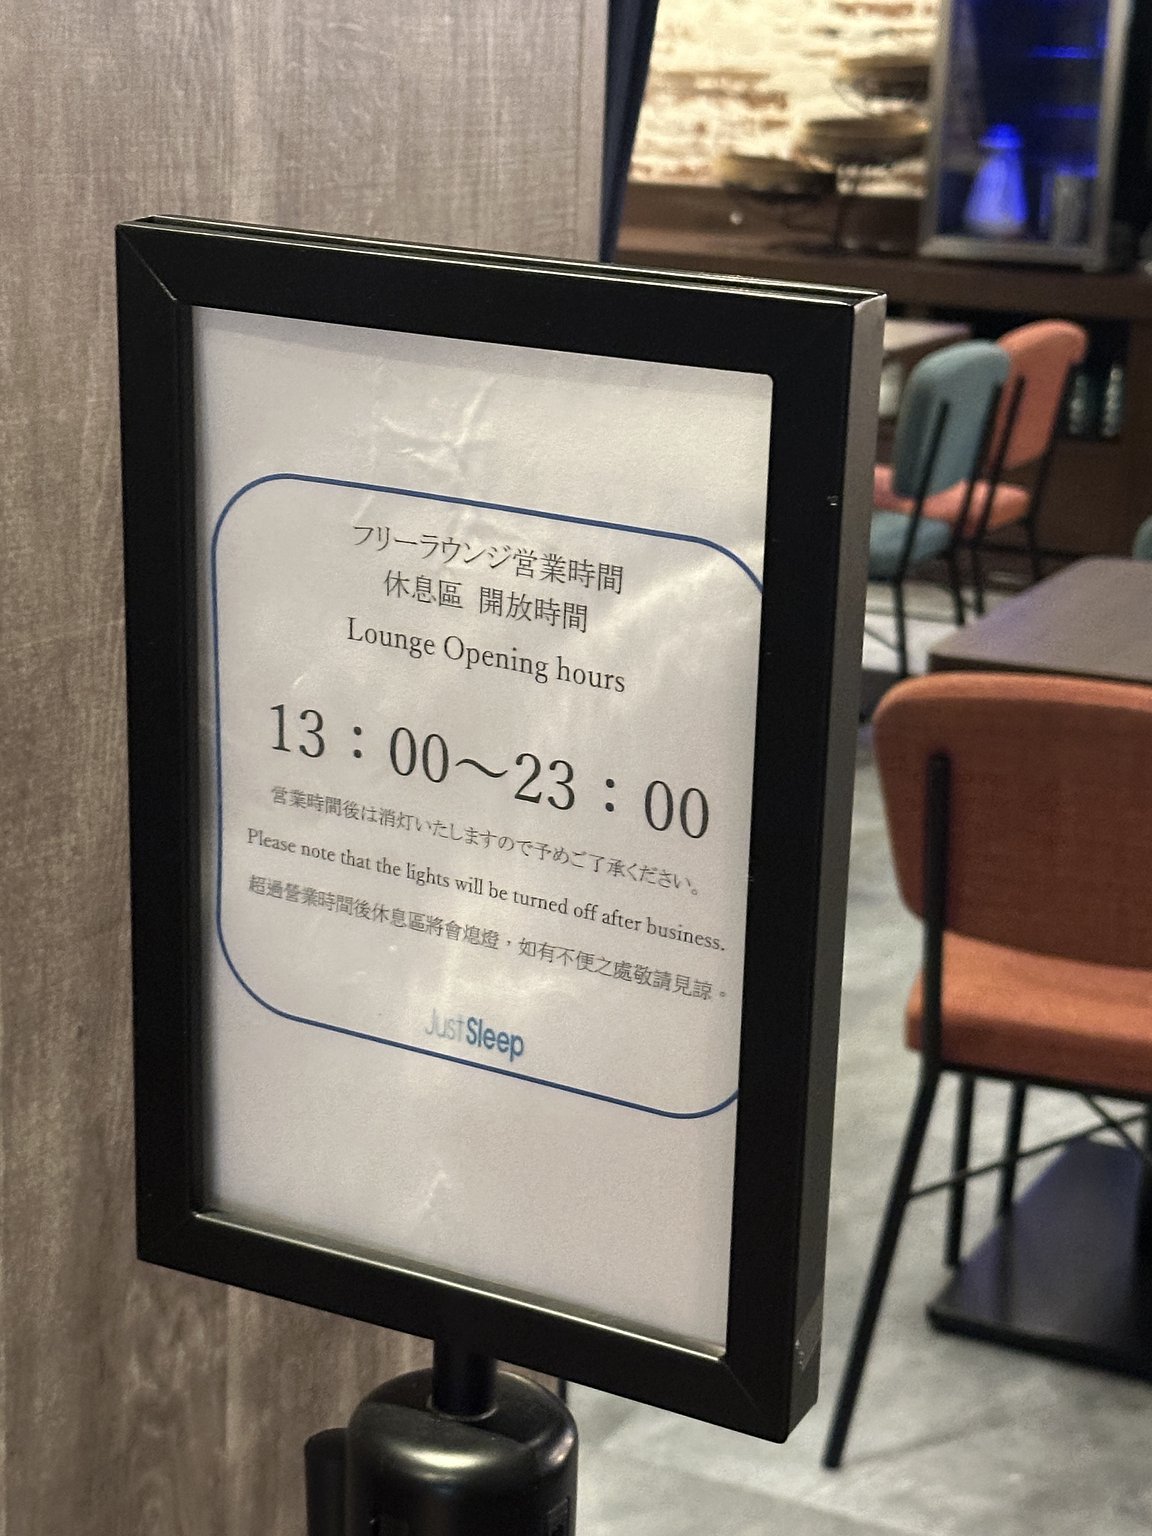 フリーラウンジ営業時間
休息區 開放時間
Lounge Opening hours
13：00～23：00
営業時間後は消灯いたしますので予めご了承ください。
Please note that the lights will be turned off after business.
超過營業時間後休息區將會熄燈，如有不便之處敬請見諒。
JustSleep